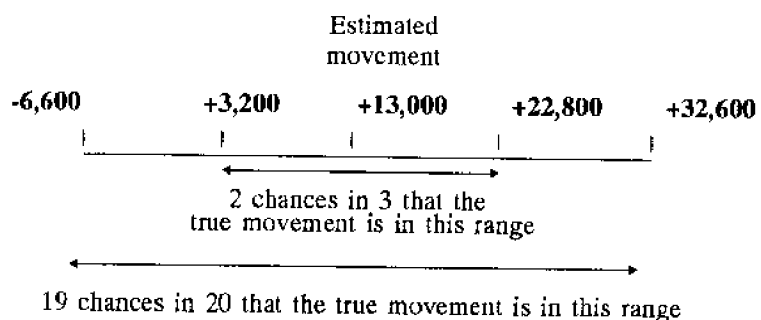 Estimated
movement
-6,600 +3,200 +13,000 +22,800 +32,600
2 chances in 3 that the
true movement is in this range
19 chances in 20 that the true movement is in this range